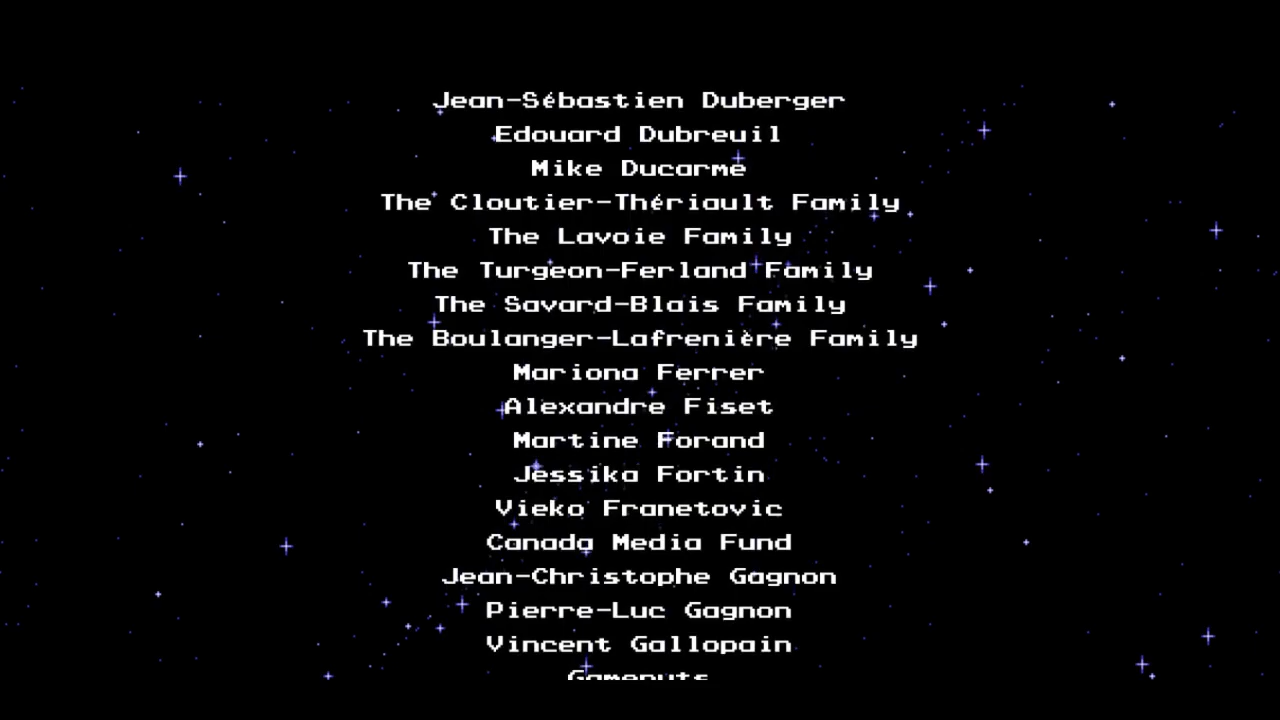 Jean-Sébastien Duberger
Edouard Dubreuil
Mike Ducarme
The Cloutier-Thériault Family
The Lavoie Family
The Turgeon-Ferland Family
The Savard-Blais Family
The Boulanger-Lafrenière Family
Mariona Ferrer
Alexandre Fiset
Martine Forand
Jessika Fortin
Vieko Franetovic
Canada Media Fund
Jean-Christophe Gagnon
Pierre-Luc Gagnon
Vincent Gallopain
Gamenuts